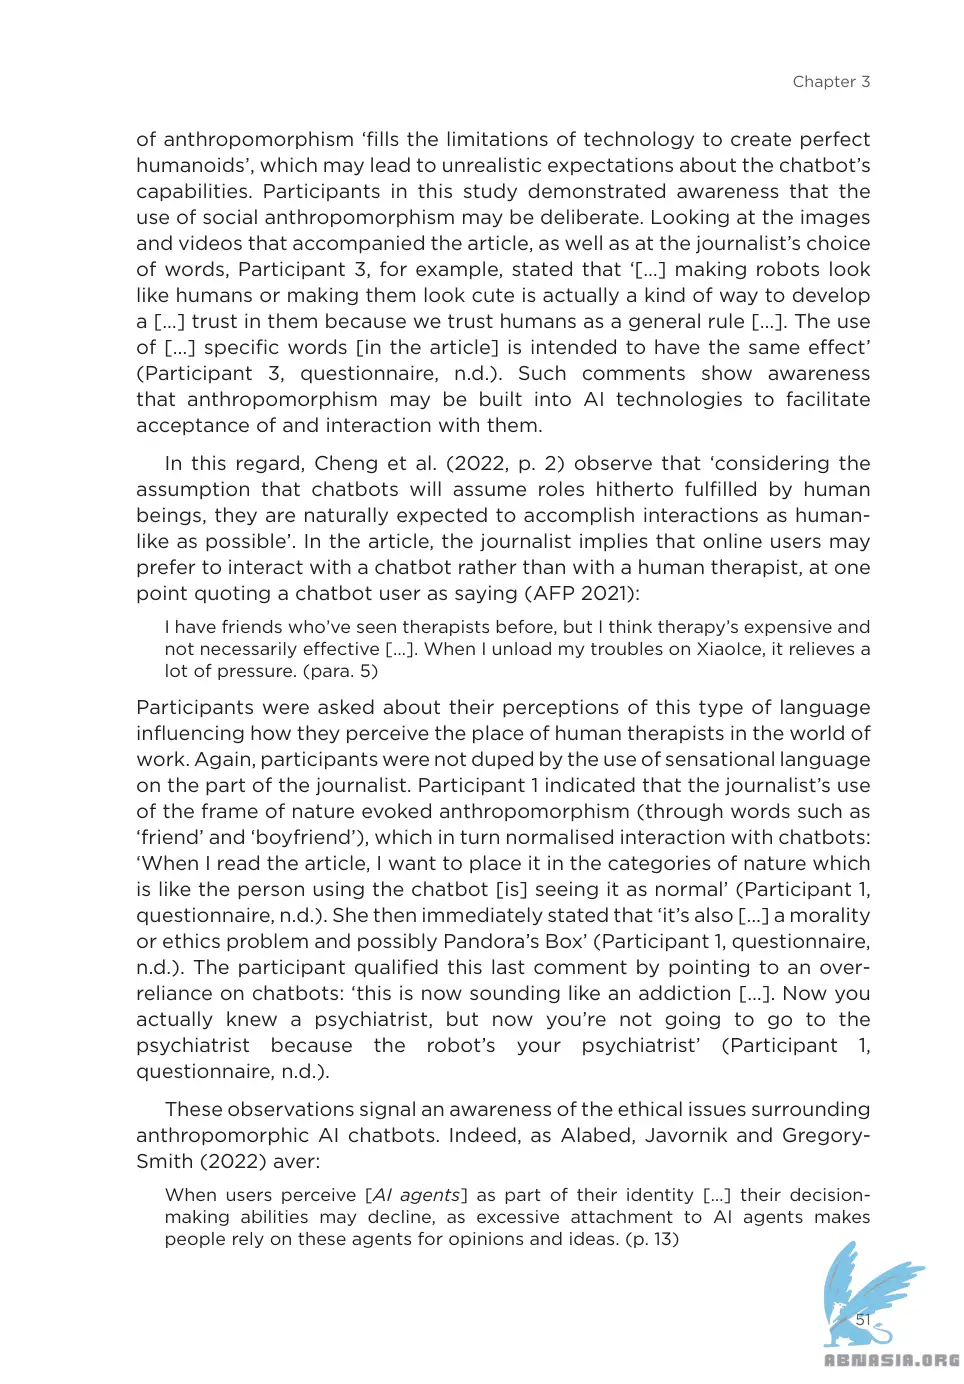 Chapter 3
of anthropomorphism ‘fills the limitations of technology to create perfect
humanoids’, which may lead to unrealistic expectations about the chatbot’s
capabilities. Participants in this study demonstrated awareness that the
use of social anthropomorphism may be deliberate. Looking at the images
and videos that accompanied the article, as well as at the journalist’s choice
of words, Participant 3, for example, stated that ‘[…] making robots look
like humans or making them look cute is actually a kind of way to develop
a […] trust in them because we trust humans as a general rule […]. The use
of […] specific words [in the article] is intended to have the same effect’
(Participant 3, questionnaire, n.d.). Such comments show awareness
that anthropomorphism may be built into AI technologies to facilitate
acceptance of and interaction with them.
In this regard, Cheng et al. (2022, p. 2) observe that ‘considering the
assumption that chatbots will assume roles hitherto fulfilled by human
beings, they are naturally expected to accomplish interactions as human-
like as possible’. In the article, the journalist implies that online users may
prefer to interact with a chatbot rather than with a human therapist, at one
point quoting a chatbot user as saying (AFP 2021):
I have friends who’ve seen therapists before, but I think therapy’s expensive and
not necessarily effective […]. When I unload my troubles on XiaoIce, it relieves a
lot of pressure. (para. 5)
Participants were asked about their perceptions of this type of language
influencing how they perceive the place of human therapists in the world of
work. Again, participants were not duped by the use of sensational language
on the part of the journalist. Participant 1 indicated that the journalist’s use
of the frame of nature evoked anthropomorphism (through words such as
‘friend’ and ‘boyfriend’), which in turn normalised interaction with chatbots:
‘When I read the article, I want to place it in the categories of nature which
is like the person using the chatbot [is] seeing it as normal’ (Participant 1,
questionnaire, n.d.). She then immediately stated that ‘it’s also […] a morality
or ethics problem and possibly Pandora’s Box’ (Participant 1, questionnaire,
n.d.). The participant qualified this last comment by pointing to an over-
reliance on chatbots: ‘this is now sounding like an addiction […]. Now you
actually knew a psychiatrist, but now you’re not going to go to the
psychiatrist because the robot’s your psychiatrist’ (Participant 1,
questionnaire, n.d.).
These observations signal an awareness of the ethical issues surrounding
anthropomorphic AI chatbots. Indeed, as Alabed, Javornik and Gregory-
Smith (2022) aver:
When users perceive [AI agents] as part of their identity […] their decision-
making abilities may decline, as excessive attachment to AI agents makes
people rely on these agents for opinions and ideas. (p. 13)
51
ABNASIA.ORG